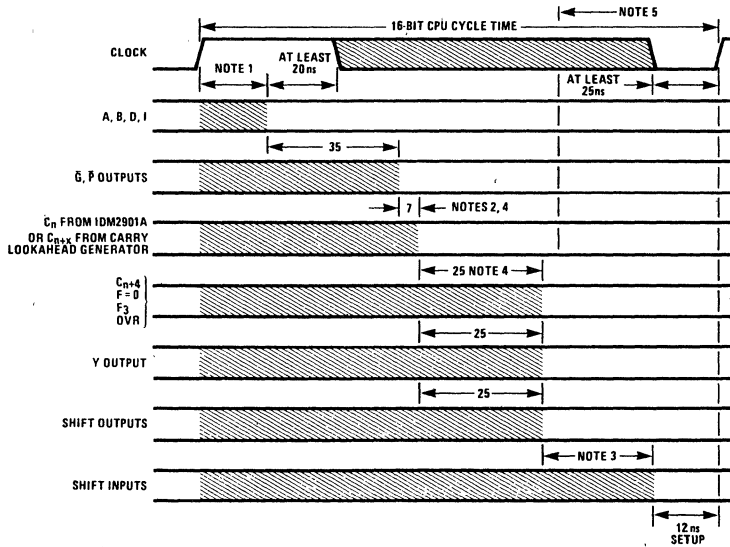 NOTE 5
16-BIT CPU CYCLE TIME
CLOCK
NOTE 1
AT LEAST
20ns
AT LEAST
25ns
A, B, D, I
35
G̅, P̅ OUTPUTS
7
NOTES 2, 4
Cn FROM IDM2901A
OR Cn+x FROM CARRY
LOOKAHEAD GENERATOR
25 NOTE 4
Cn+4
F = 0
F3
OVR
25
Y OUTPUT
25
SHIFT OUTPUTS
NOTE 3
SHIFT INPUTS
12ns
SETUP